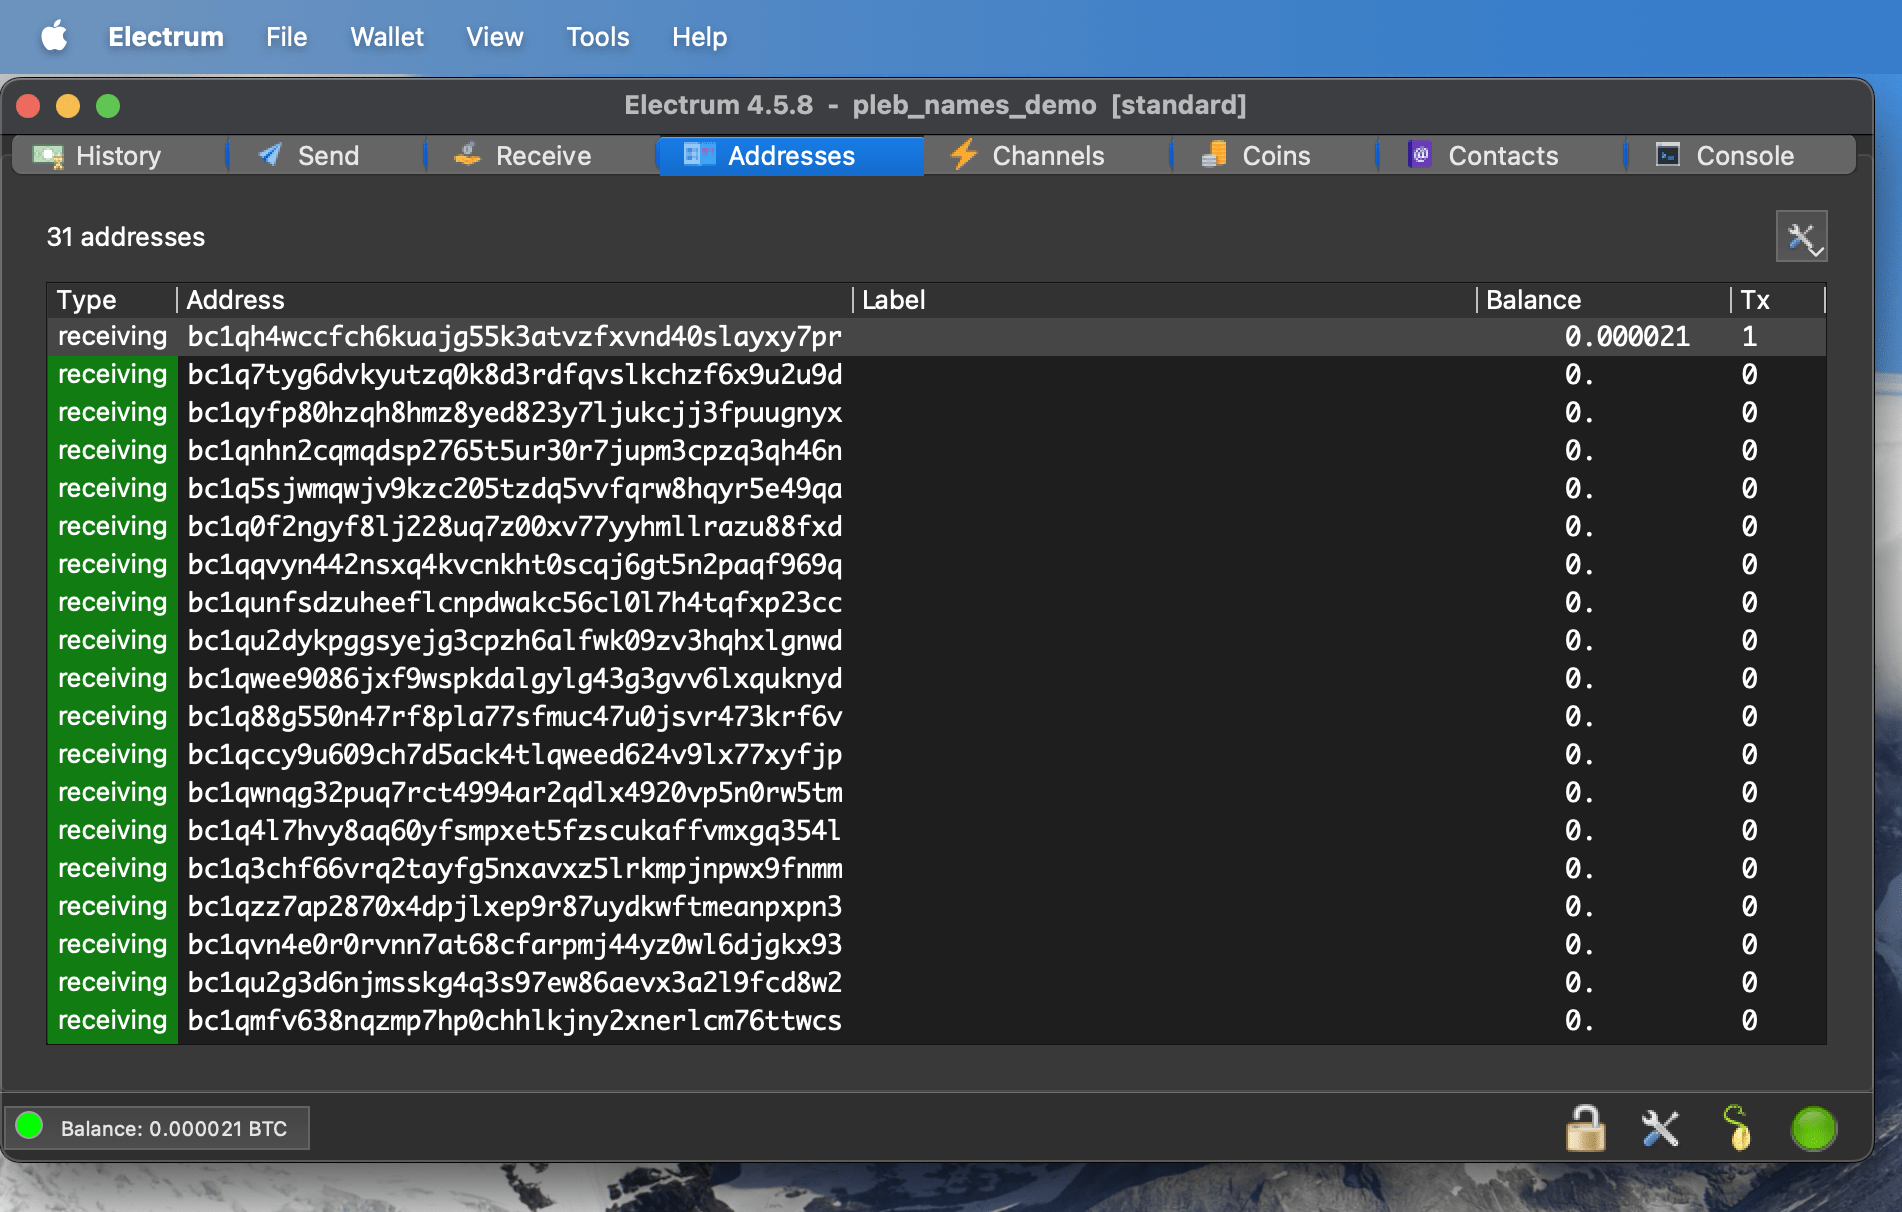 Electrum File Wallet View Tools Help
Electrum 4.5.8 - pleb_names_demo [standard]
History Send Receive Addresses Channels Coins Contacts Console
31 addresses
Type Address Label Balance Tx
receiving bc1qh4wccfch6kuajg55k3atvzfxvnd40slayxy7pr 0.000021 1
receiving bc1q7tyg6dvkyutzq0k8d3rdfqvslkchzf6x9u2u9d 0. 0
receiving bc1qyfp80hzqh8hmz8yed823y7ljukcjj3fpuugnyx 0. 0
receiving bc1qnhn2cqmqdsp2765t5ur30r7jupm3cpzq3qh46n 0. 0
receiving bc1q5sjwmqwjv9kzc205tzdq5vvfqrw8hqyr5e49qa 0. 0
receiving bc1q0f2ngyf8lj228uq7z00xv77yyhmllrazu88fxd 0. 0
receiving bc1qqvyn442nsxq4kvcnkht0scqj6gt5n2paqf969q 0. 0
receiving bc1qunfsdzuheeflcnpdwakc56cl0l7h4tqfxp23cc 0. 0
receiving bc1qu2dykpggsyejg3cpzh6alfwk09zv3hqhxlgnwd 0. 0
receiving bc1qwee9086jxf9wspkdalgylg43g3gvv6lxquknyd 0. 0
receiving bc1q88g550n47rf8pla77sfmuc47u0jsvr473krf6v 0. 0
receiving bc1qccy9u609ch7d5ack4tlqweed624v9lx77xyfjp 0. 0
receiving bc1qwnqg32puq7rct4994ar2qdlx4920vp5n0rw5tm 0. 0
receiving bc1q4l7hvy8aq60yfsmpxet5fzscukaffvmxgq354l 0. 0
receiving bc1q3chf66vrq2tayfg5nxavxz5lrkmpjnpwx9fnmm 0. 0
receiving bc1qzz7ap2870x4dpjlxep9r87uydkwftmeanpxpn3 0. 0
receiving bc1qvn4e0r0rvnn7at68cfarpmj44yz0wl6djgkx93 0. 0
receiving bc1qu2g3d6njmsskg4q3s97ew86aevx3a2l9fcd8w2 0. 0
receiving bc1qmfv638nqzmp7hp0chhlkjny2xnerlcm76ttwcs 0. 0
Balance: 0.000021 BTC